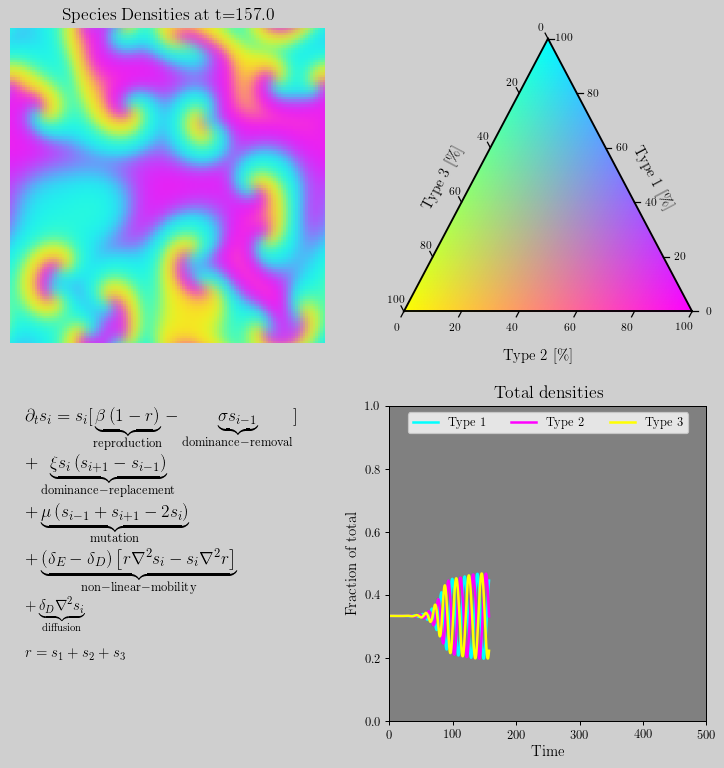 Species Densities at t=157.0
0
100
20
80
40
60
60
40
80
20
100
0
0
20
40
60
80
100
Type 3 [%]
Type 1 [%]
Type 2 [%]
∂ₜsᵢ = sᵢ[β (1 − r) − σsᵢ₋₁ ]
reproduction dominance−removal
+ ξsᵢ (sᵢ₊₁ − sᵢ₋₁)
dominance−replacement
+ μ (sᵢ₋₁ + sᵢ₊₁ − 2sᵢ)
mutation
+ (δ_E − δ_D) [r∇²sᵢ − sᵢ∇²r]
non−linear−mobility
+ δ_D∇²sᵢ
diffusion
r = s₁ + s₂ + s₃
Total densities
Type 1 Type 2 Type 3
1.0
0.8
0.6
0.4
0.2
0.0
Fraction of total
0 100 200 300 400 500
Time